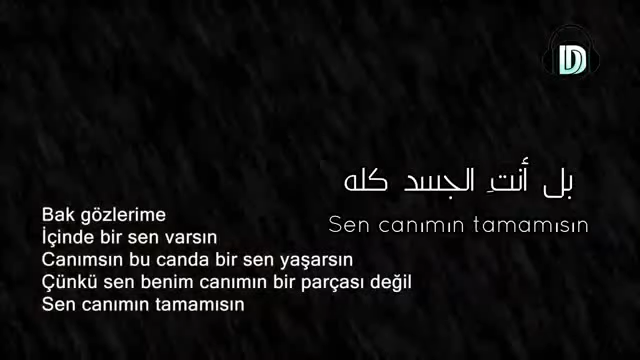 بل أنتِ الجسد كله
Sen canımın tamamısın
Bak gözlerime
İçinde bir sen varsın
Canımsın bu canda bir sen yaşarsın
Çünkü sen benim canımın bir parçası değil
Sen canımın tamamısın